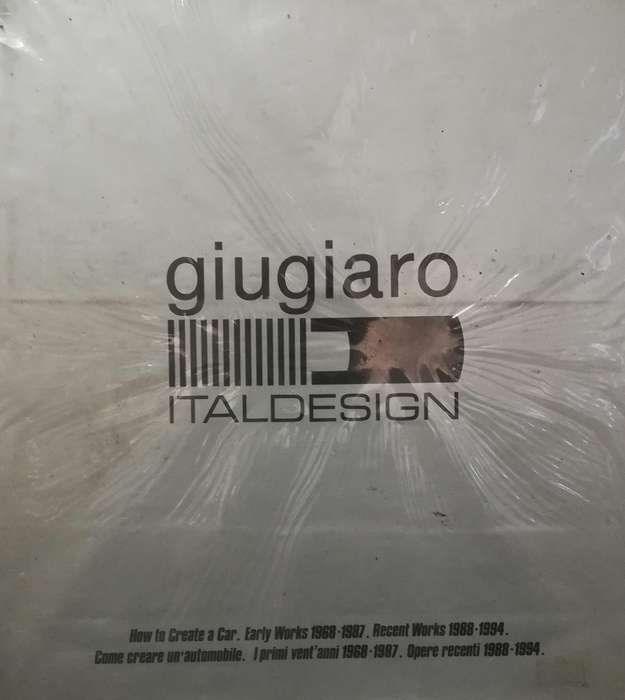 giugiaro
ITALDESIGN
How to Create a Car. Early Works 1968-1987. Recent Works 1988-1994.
Come creare un'automobile. I primi vent'anni 1968-1987. Opere recenti 1988-1994.